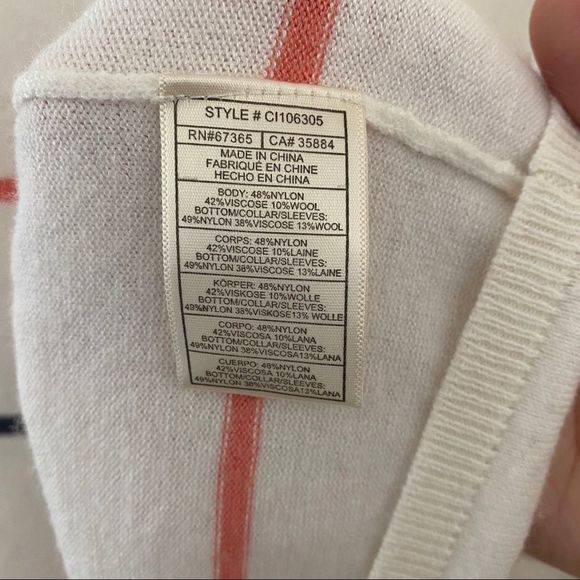 STYLE # CI106305
RN#67365 CA# 35884
MADE IN CHINA
FABRIQUÉ EN CHINE
HECHO EN CHINA
BODY: 48%NYLON
42%VISCOSE 10%WOOL
BOTTOM/COLLAR/SLEEVES:
49%NYLON 38%VISCOSE 13%WOOL
CORPS: 48%NYLON
42%VISCOSE 10%LAINE
BOTTOM/COLLAR/SLEEVES:
49%NYLON 38%VISCOSE 13%LAINE
KÖRPER: 48%NYLON
42%VISKOSE 10%WOLLE
BOTTOM/COLLAR/SLEEVES:
49%NYLON 38%VISKOSE13% WOLLE
CORPO: 48%NYLON
42%VISCOSA 10%LANA
BOTTOM/COLLAR/SLEEVES:
49%NYLON 38%VISCOSA13%LANA
CUERPO: 48%NYLON
42%VISCOSA 10%LANA
BOTTOM/COLLAR/SLEEVES:
49%NYLON 38%VISCOSA13%LANA